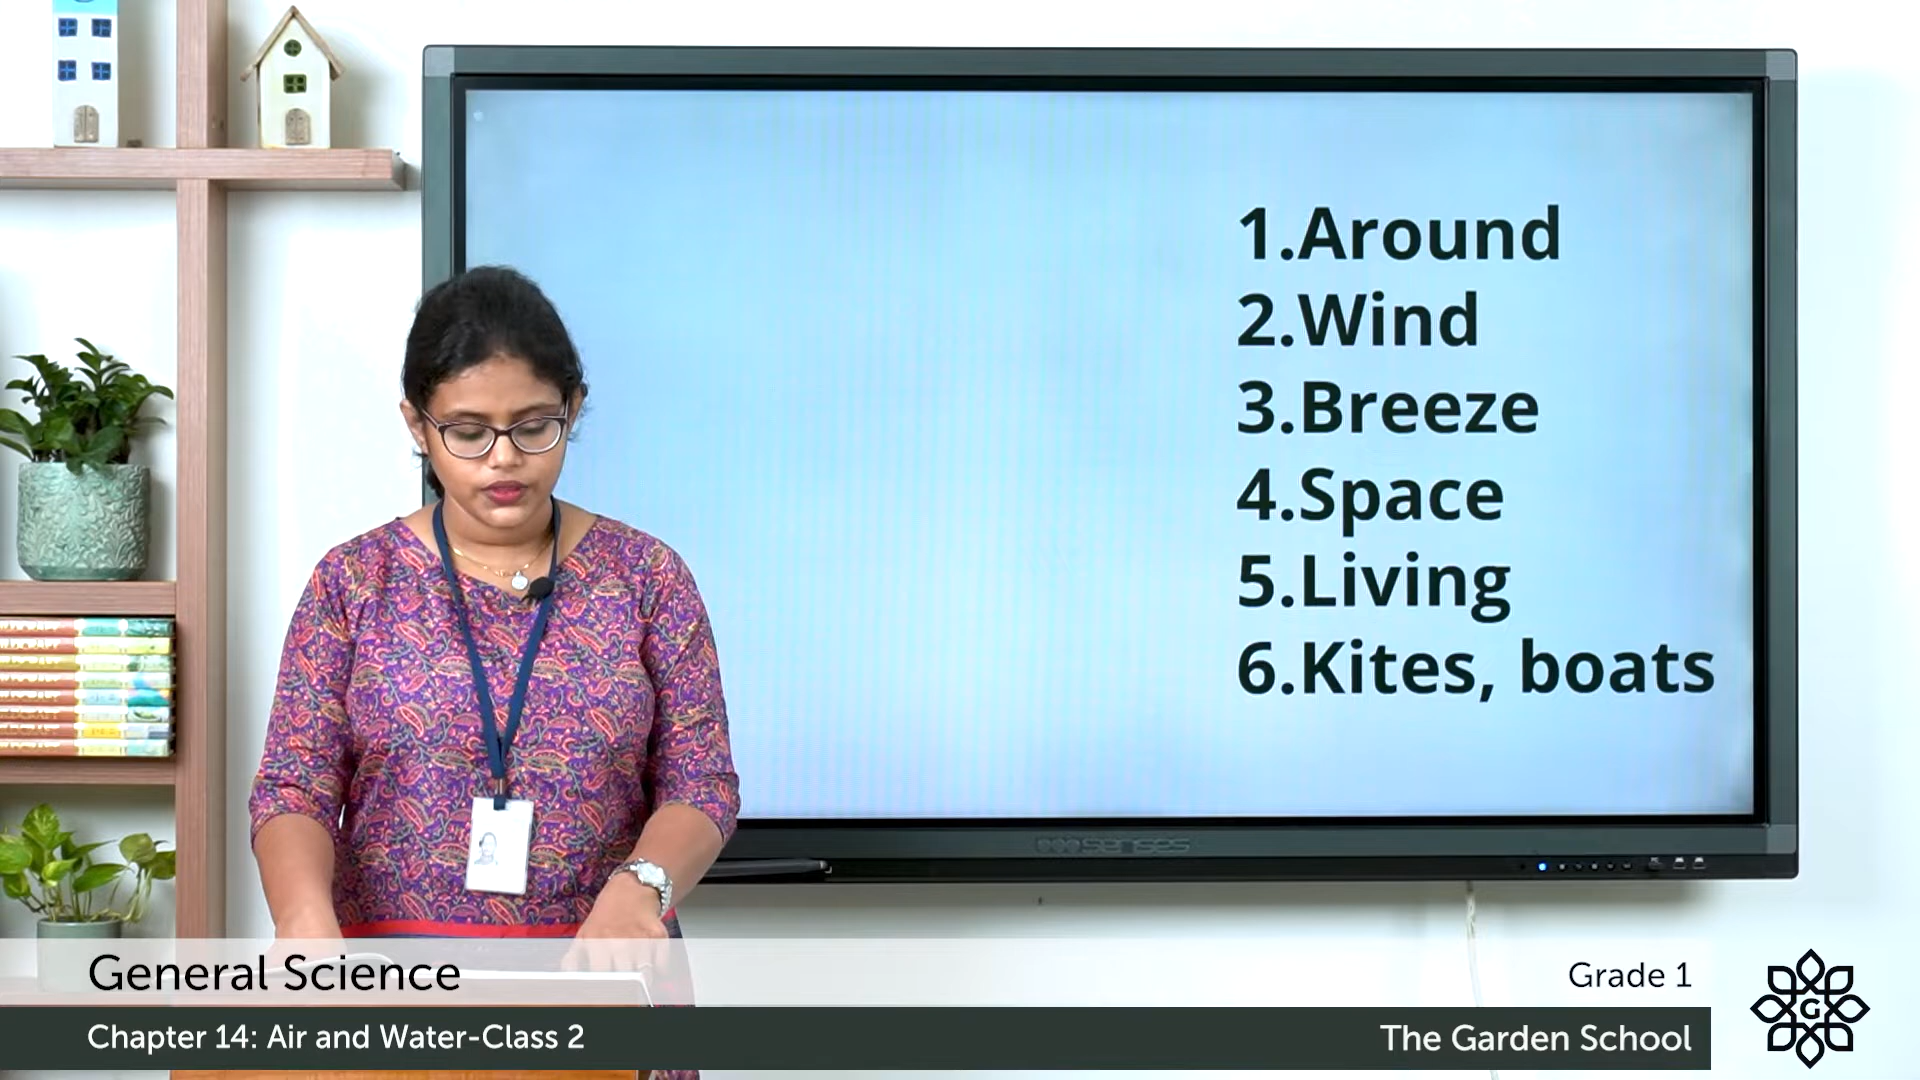 1.Around
2.Wind
3.Breeze
4.Space
5.Living
6.Kites, boats
senses
General Science
Grade 1
Chapter 14: Air and Water-Class 2
The Garden School
G